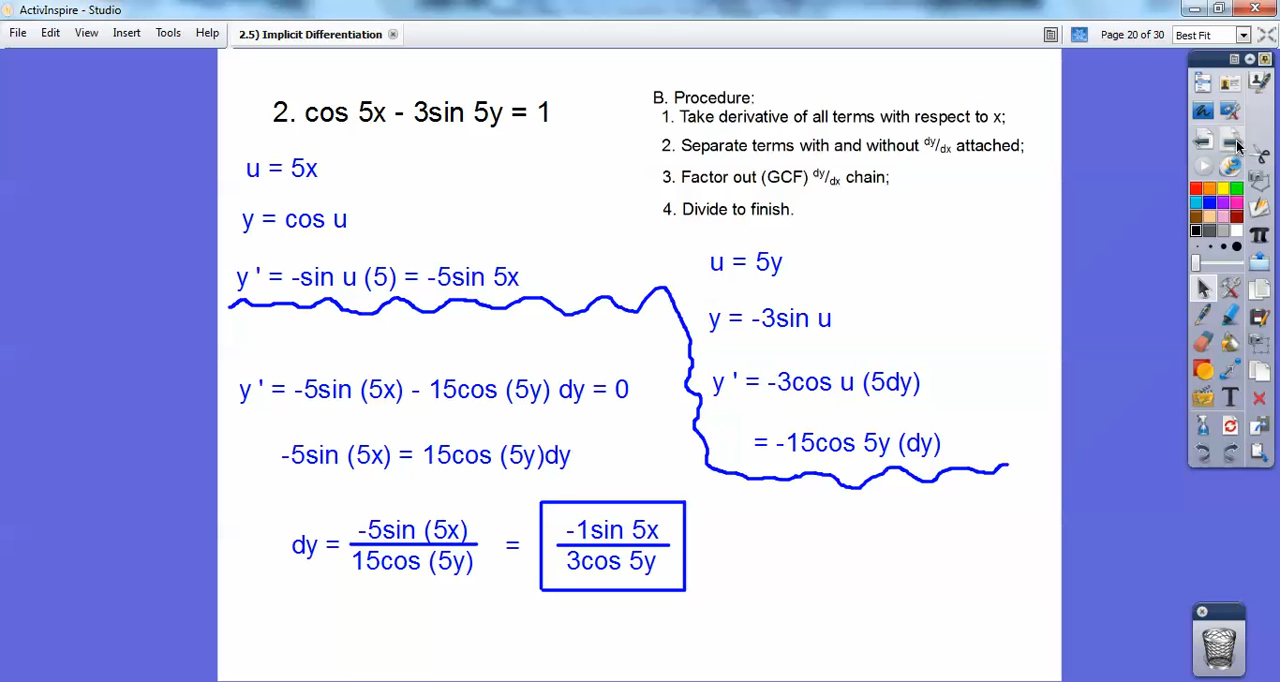 ActivInspire - Studio
File Edit View Insert Tools Help
2.5) Implicit Differentiation
Page 20 of 30
Best Fit
2. cos 5x - 3sin 5y = 1
u = 5x
y = cos u
y ' = -sin u (5) = -5sin 5x
y ' = -5sin (5x) - 15cos (5y) dy = 0
-5sin (5x) = 15cos (5y)dy
dy = -5sin (5x) / 15cos (5y) = -1sin 5x / 3cos 5y
B. Procedure:
1. Take derivative of all terms with respect to x;
2. Separate terms with and without dy/dx attached;
3. Factor out (GCF) dy/dx chain;
4. Divide to finish.
u = 5y
y = -3sin u
y ' = -3cos u (5dy)
= -15cos 5y (dy)